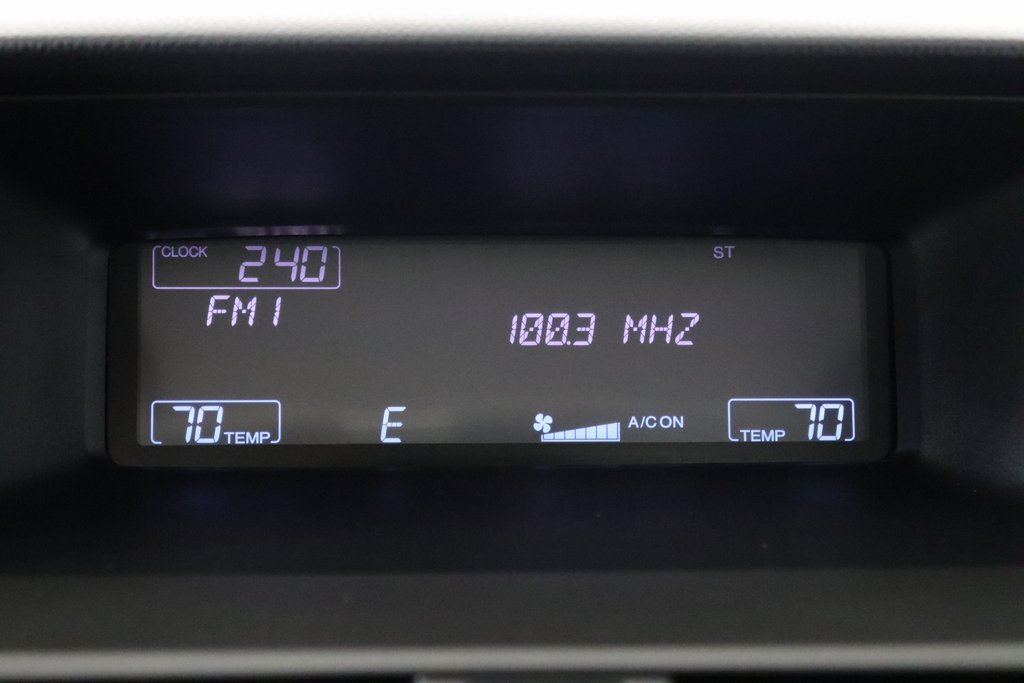 CLOCK 240 ST
FM1
100.3 MHZ
70 TEMP E A/C ON TEMP 70